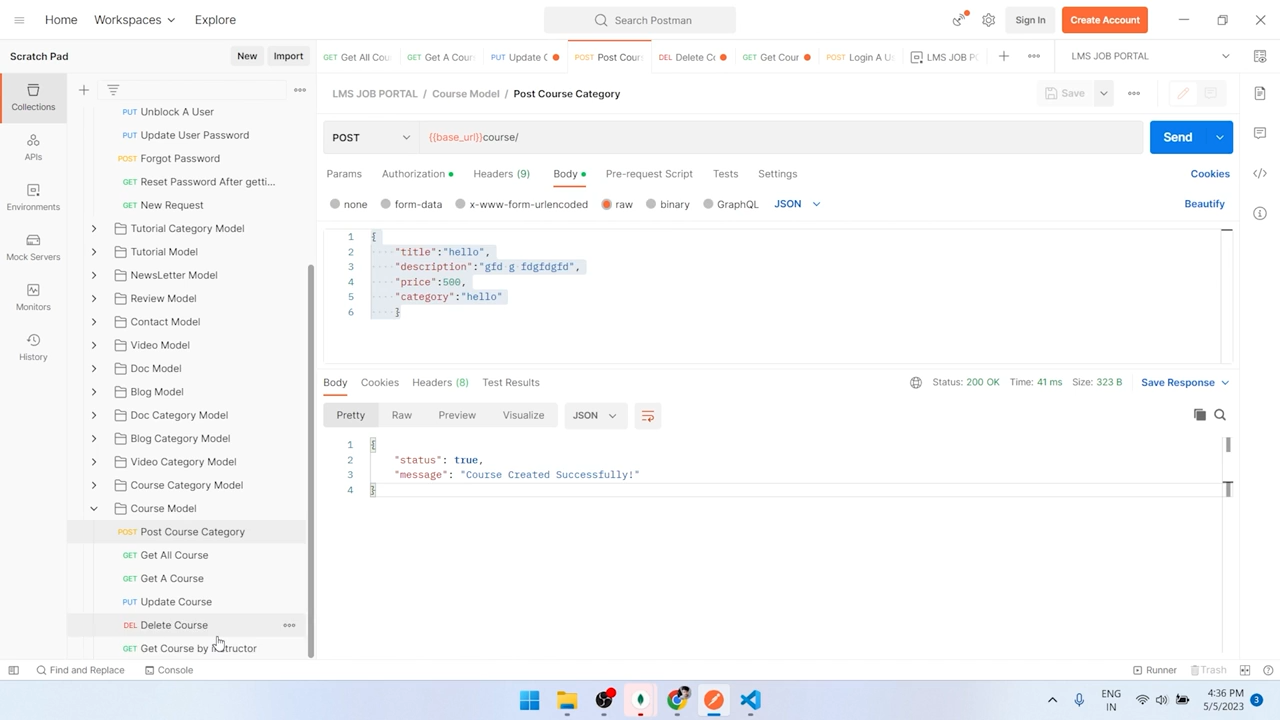 Home
Workspaces
Explore
Search Postman
Sign In
Create Account
Scratch Pad
New
Import
GET Get All Cou
GET Get A Cour
PUT Update C
POST Post Cour
DEL Delete Co
GET Get Cour
POST Login A U
LMS JOB P
LMS JOB PORTAL
Collections
APIs
Environments
Mock Servers
Monitors
History
PUT Unblock A User
PUT Update User Password
POST Forgot Password
GET Reset Password After getti...
GET New Request
Tutorial Category Model
Tutorial Model
NewsLetter Model
Review Model
Contact Model
Video Model
Doc Model
Blog Model
Doc Category Model
Blog Category Model
Video Category Model
Course Category Model
Course Model
POST Post Course Category
GET Get All Course
GET Get A Course
PUT Update Course
DEL Delete Course
GET Get Course by Instructor
LMS JOB PORTAL / Course Model / Post Course Category
Save
POST
{{base_url}}course/
Send
Params
Authorization
Headers (9)
Body
Pre-request Script
Tests
Settings
Cookies
none
form-data
x-www-form-urlencoded
raw
binary
GraphQL
JSON
Beautify
1 {
2 "title":"hello",
3 "description":"gfd g fdgfdgfd",
4 "price":500,
5 "category":"hello"
6 }
Body
Cookies
Headers (8)
Test Results
Status: 200 OK
Time: 41 ms
Size: 323 B
Save Response
Pretty
Raw
Preview
Visualize
JSON
1 {
2 "status": true,
3 "message": "Course Created Successfully!"
4 }
Find and Replace
Console
Runner
Trash
ENG
IN
4:36 PM
5/5/2023
3